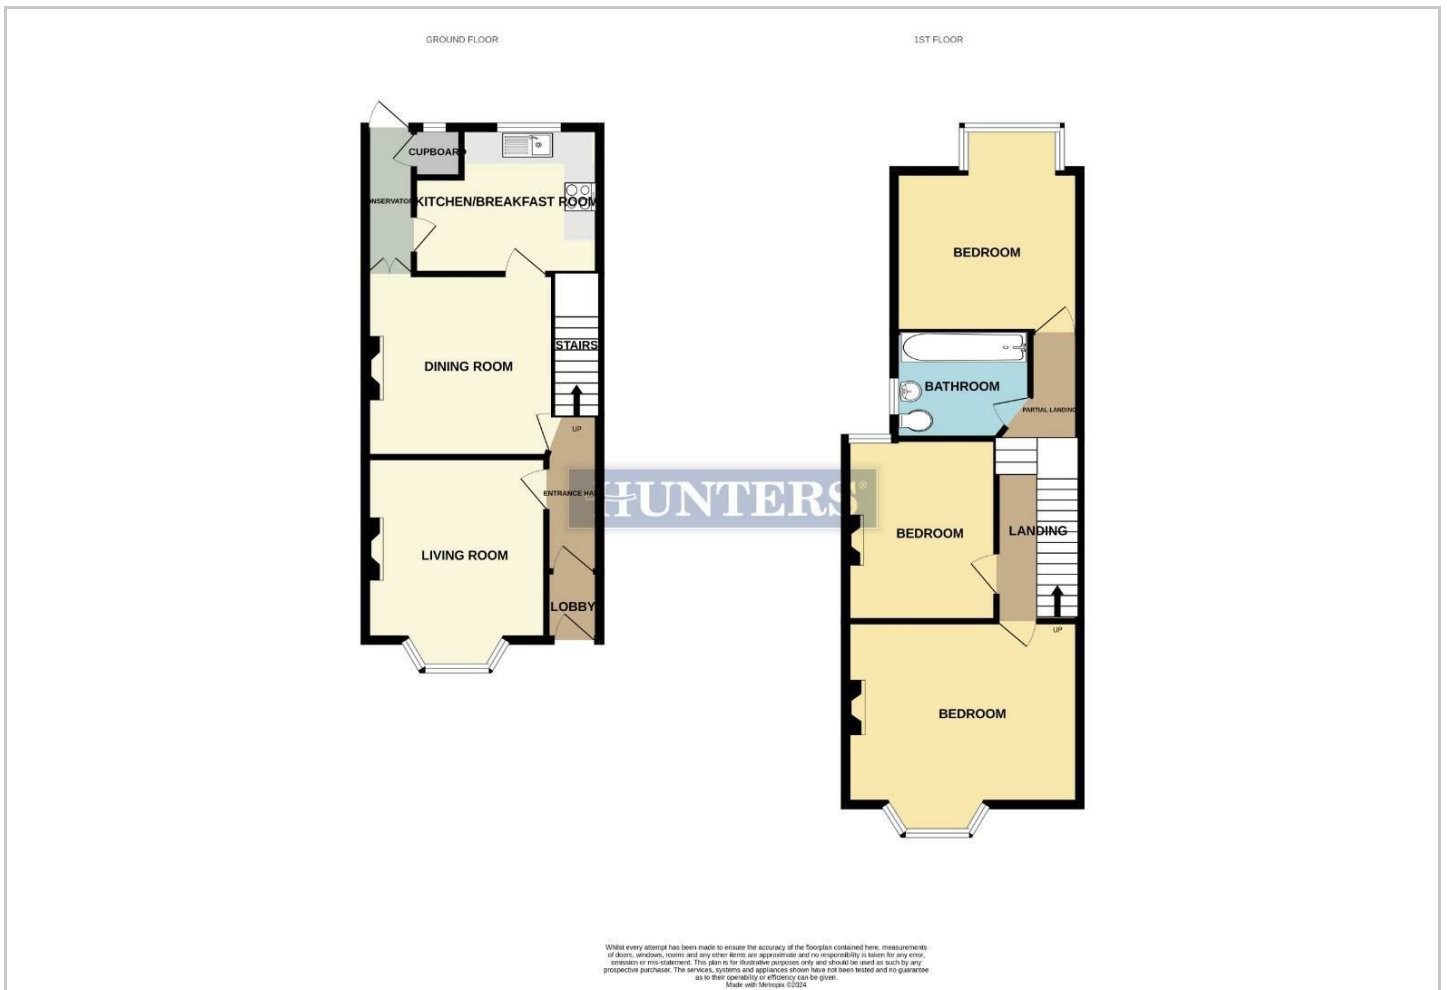 GROUND FLOOR
1ST FLOOR
CUPBOARD
KITCHEN/BREAKFAST ROOM
ONSERVATOR
DINING ROOM
STAIRS
UP
ENTRANCE HA
LIVING ROOM
LOBBY
BEDROOM
BATHROOM
PARTIAL LANDING
BEDROOM
LANDING
UP
BEDROOM
HUNTERS®
Whilst every attempt has been made to ensure the accuracy of the floorplan contained here, measurements
of doors, windows, rooms and any other items are approximate and no responsibility is taken for any error,
omission or mis-statement. This plan is for illustrative purposes only and should be used as such by any
prospective purchaser. The services, systems and appliances shown have not been tested and no guarantee
as to their operability or efficiency can be given.
Made with Metropix ©2024